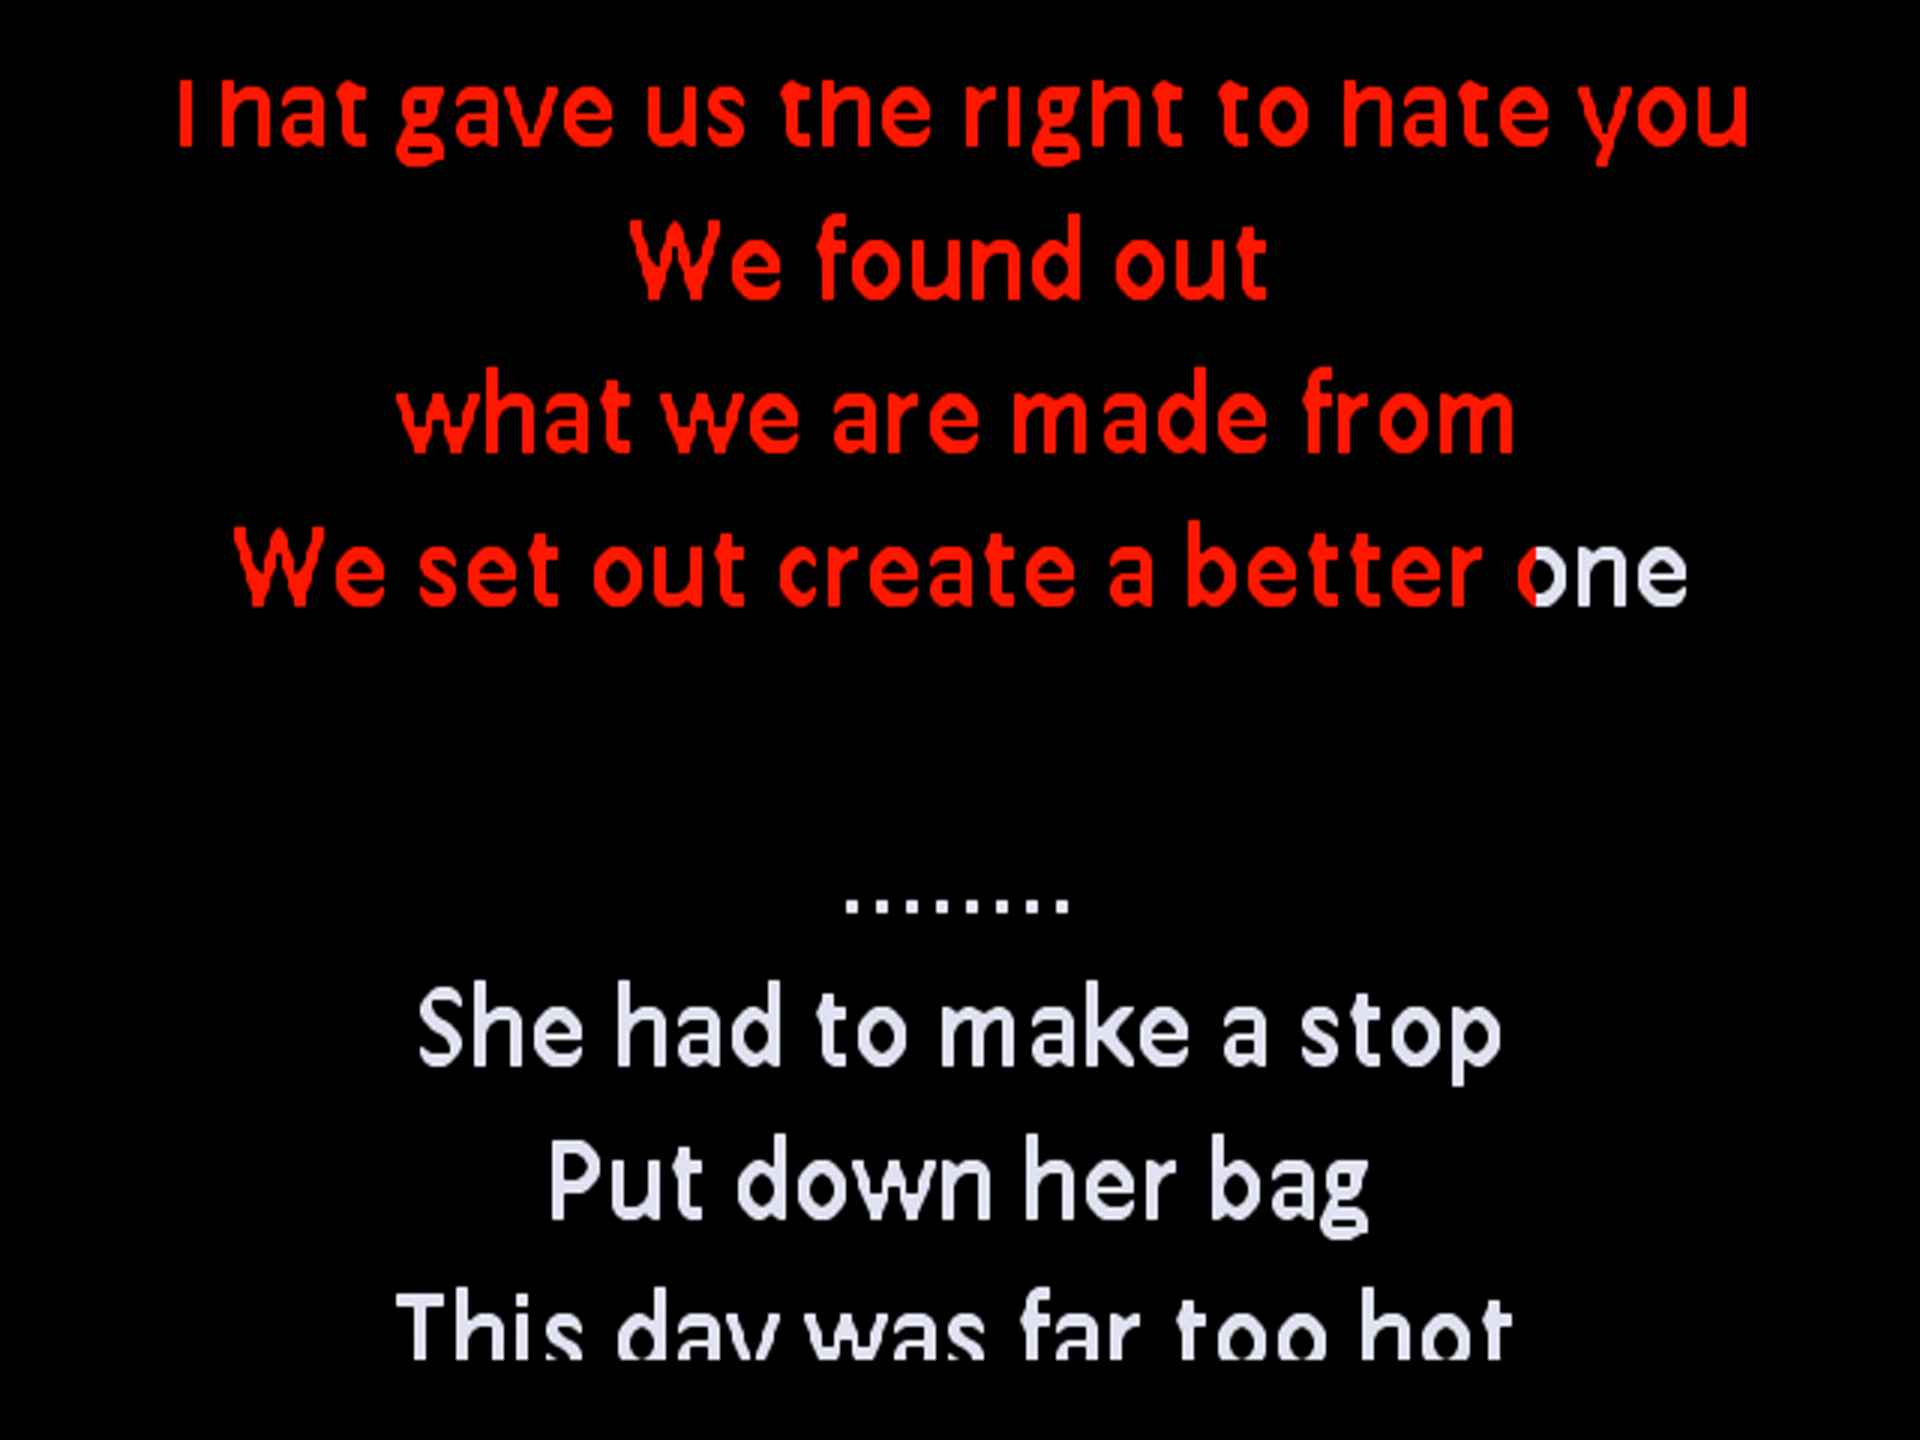 That gave us the right to hate you
We found out
what we are made from
We set out create a better one
........
She had to make a stop
Put down her bag
This day was far too hot